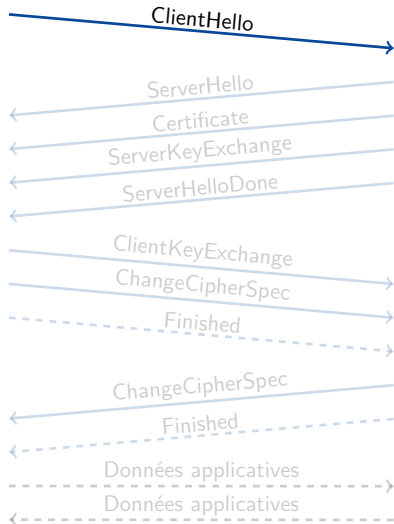 ClientHello
ServerHello
Certificate
ServerKeyExchange
ServerHelloDone
ClientKeyExchange
ChangeCipherSpec
Finished
ChangeCipherSpec
Finished
Données applicatives
Données applicatives